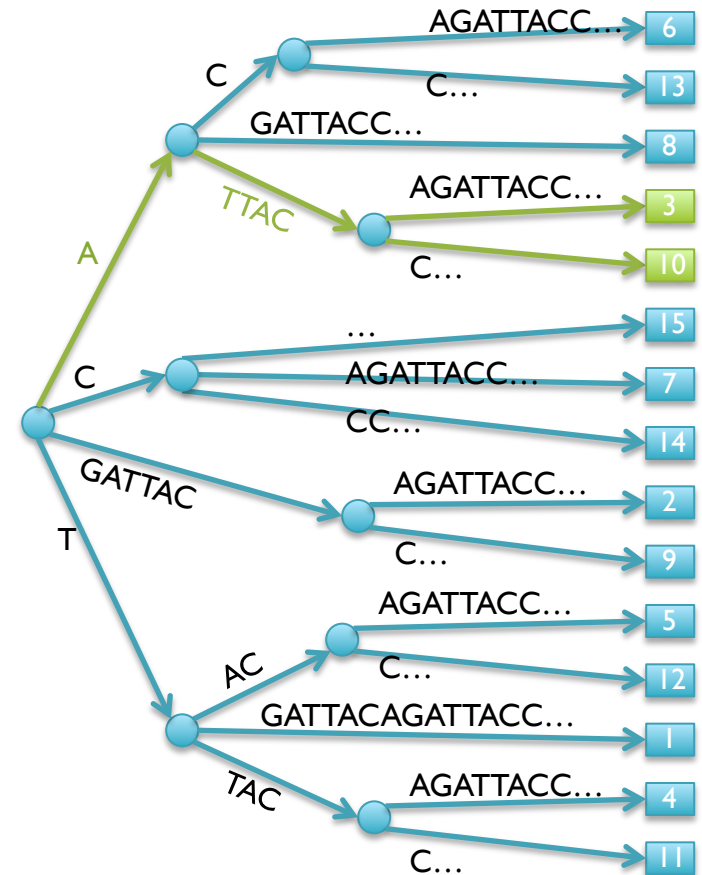 AGATTACC... 6
C
C... 13
GATTACC... 8
AGATTACC... 3
TTAC
A
C... 10
... 15
C
AGATTACC... 7
CC... 14
GATTAC
AGATTACC... 2
T
C... 9
AGATTACC... 5
AC
C... 12
GATTACAGATTACC... 1
TAC
AGATTACC... 4
C... 11